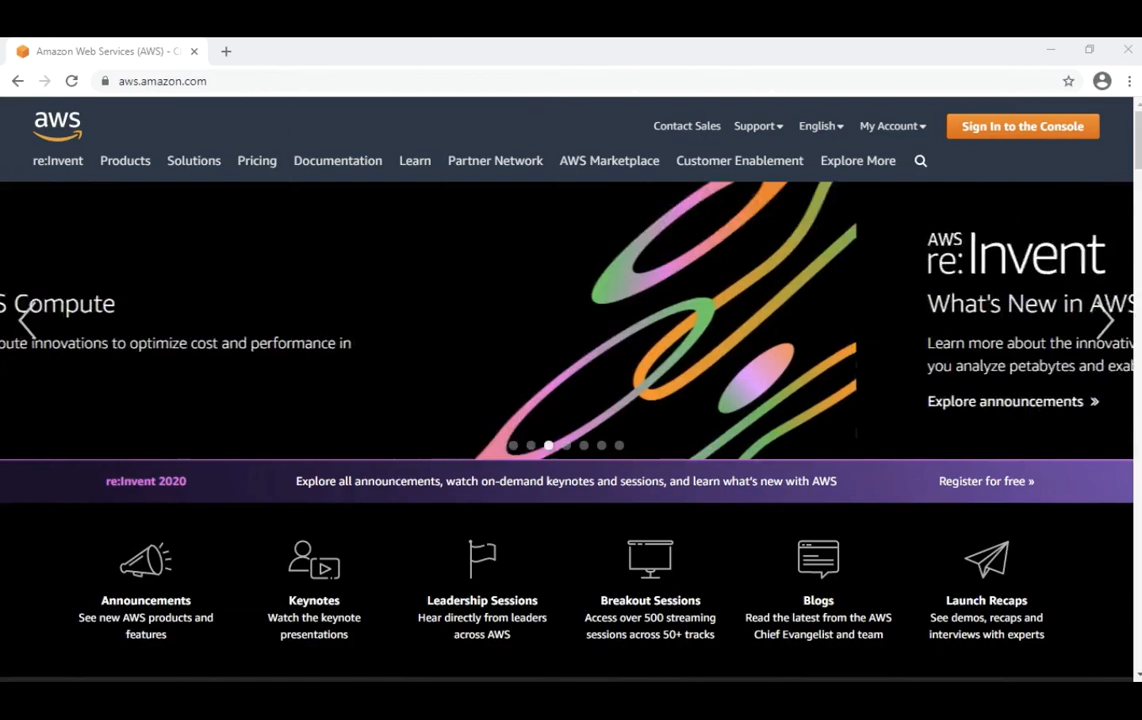 Amazon Web Services (AWS) - C
aws.amazon.com
aws
Contact Sales Support English My Account Sign In to the Console
re:Invent Products Solutions Pricing Documentation Learn Partner Network AWS Marketplace Customer Enablement Explore More
S Compute
oute innovations to optimize cost and performance in
AWS
re:Invent
What's New in AWS
Learn more about the innovativ
you analyze petabytes and exab
Explore announcements »
re:Invent 2020 Explore all announcements, watch on-demand keynotes and sessions, and learn what's new with AWS Register for free »
Announcements
See new AWS products and
features
Keynotes
Watch the keynote
presentations
Leadership Sessions
Hear directly from leaders
across AWS
Breakout Sessions
Access over 500 streaming
sessions across 50+ tracks
Blogs
Read the latest from the AWS
Chief Evangelist and team
Launch Recaps
See demos, recaps and
interviews with experts